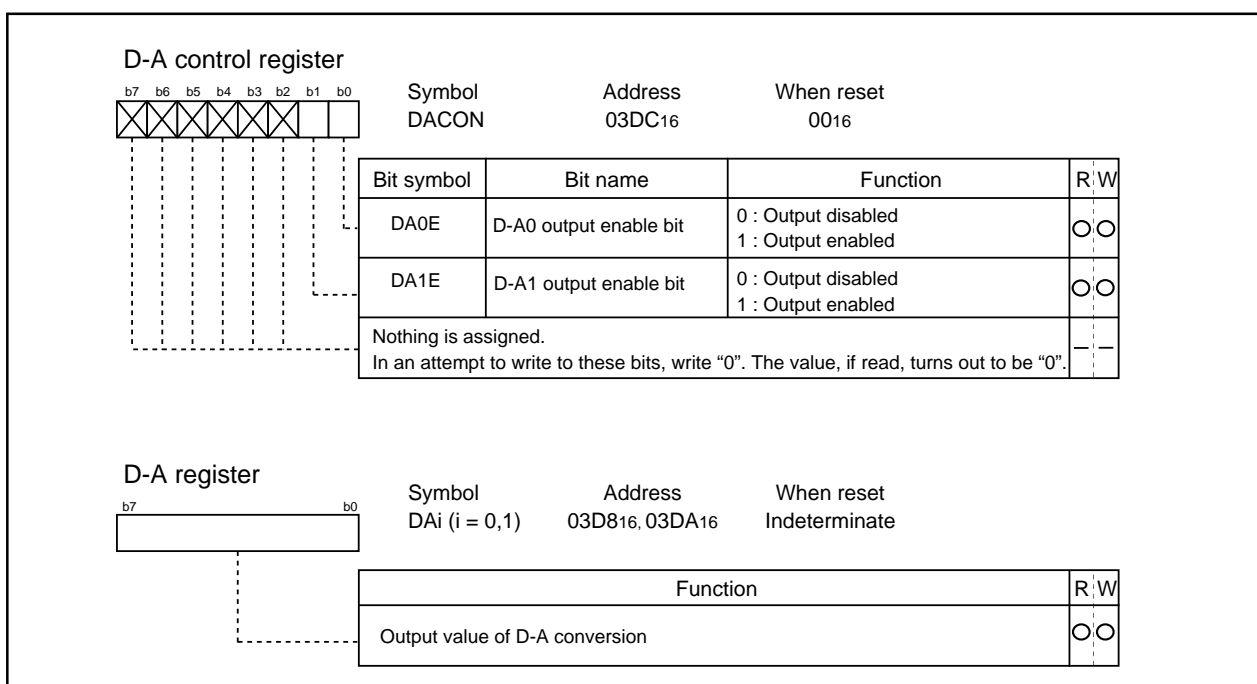 D-A control register
b7 b6 b5 b4 b3 b2 b1 b0
Symbol Address When reset
DACON 03DC16 0016
Bit symbol Bit name Function R W
DA0E D-A0 output enable bit 0 : Output disabled
1 : Output enabled
DA1E D-A1 output enable bit 0 : Output disabled
1 : Output enabled
Nothing is assigned.
In an attempt to write to these bits, write “0”. The value, if read, turns out to be “0”.
D-A register
b7 b0
Symbol Address When reset
DAi (i = 0,1) 03D816, 03DA16 Indeterminate
Function R W
Output value of D-A conversion